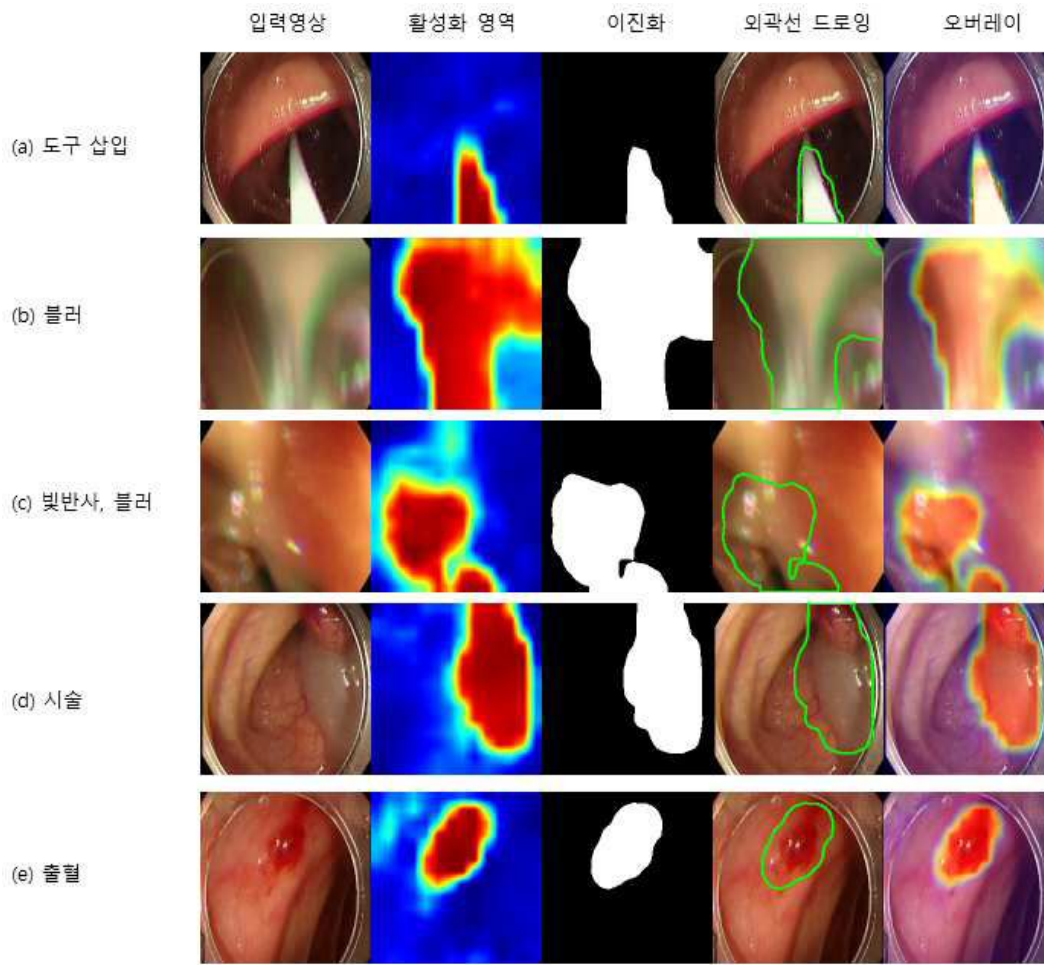 입력영상 활성화 영역 이진화 외곽선 드로잉 오버레이
(a) 도구 삽입
(b) 블러
(c) 빛반사, 블러
(d) 시술
(e) 출혈